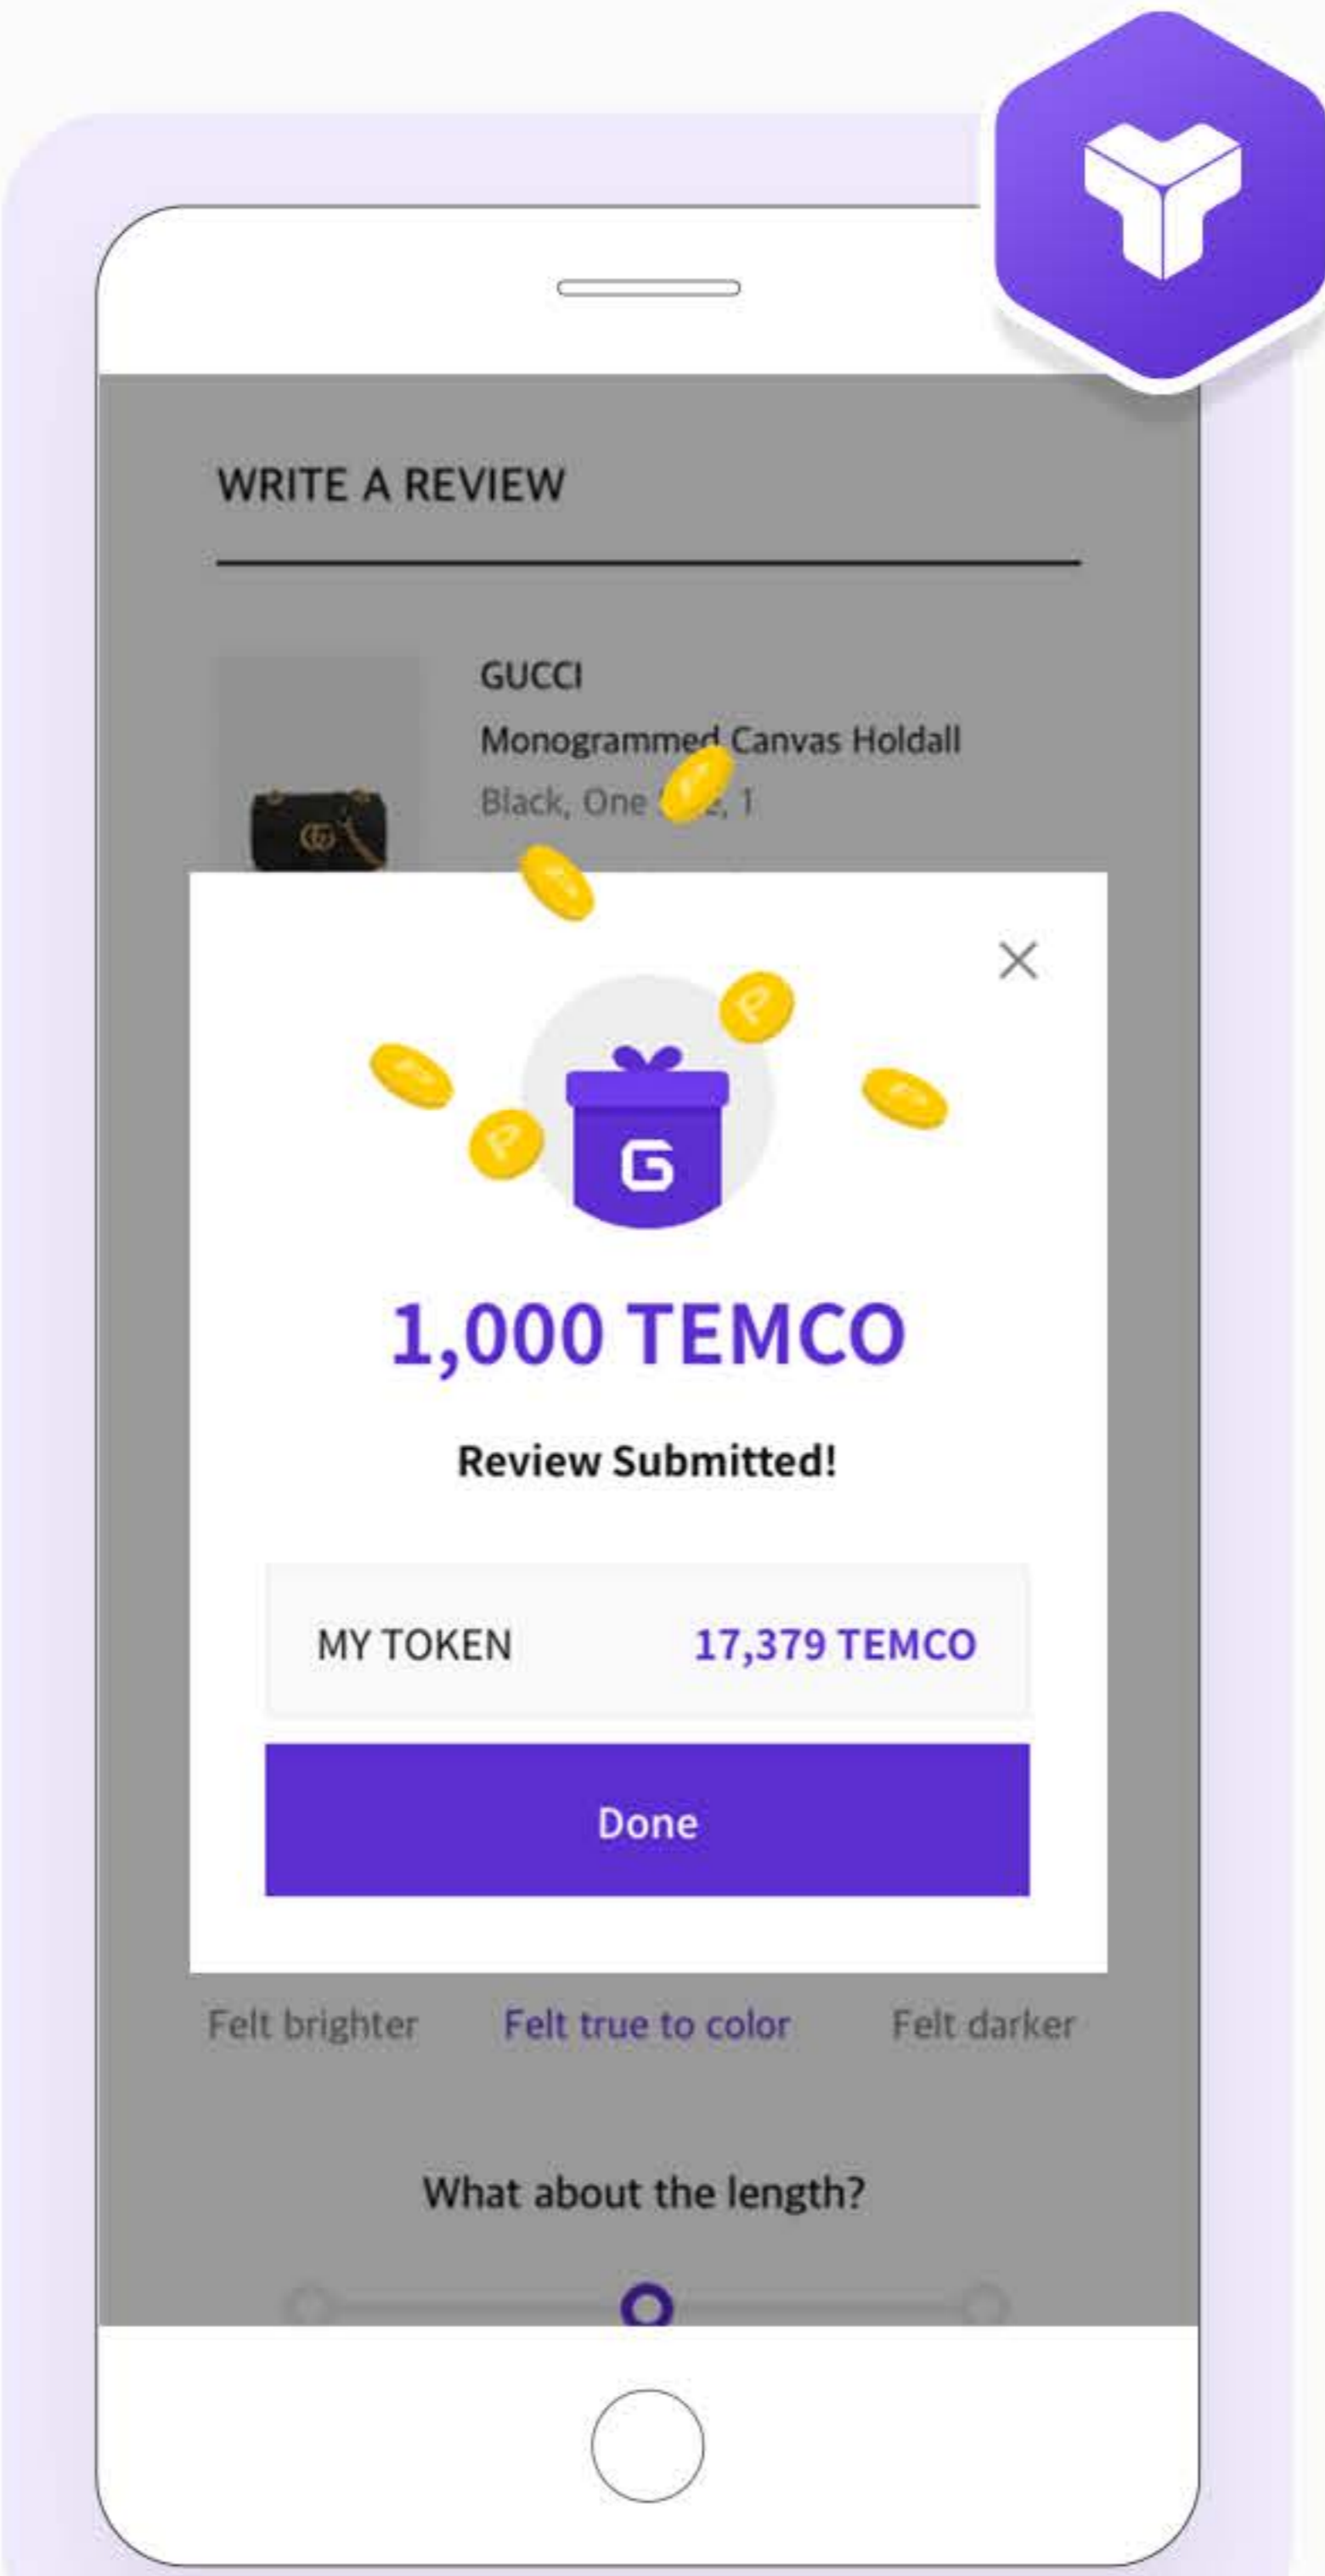 WRITE A REVIEW
GUCCI
Monogrammed Canvas Holdall
Black, One , 1
P
P
G
1,000 TEMCO
Review Submitted!
MY TOKEN 17,379 TEMCO
Done
Felt brighter Felt true to color Felt darker
What about the length?